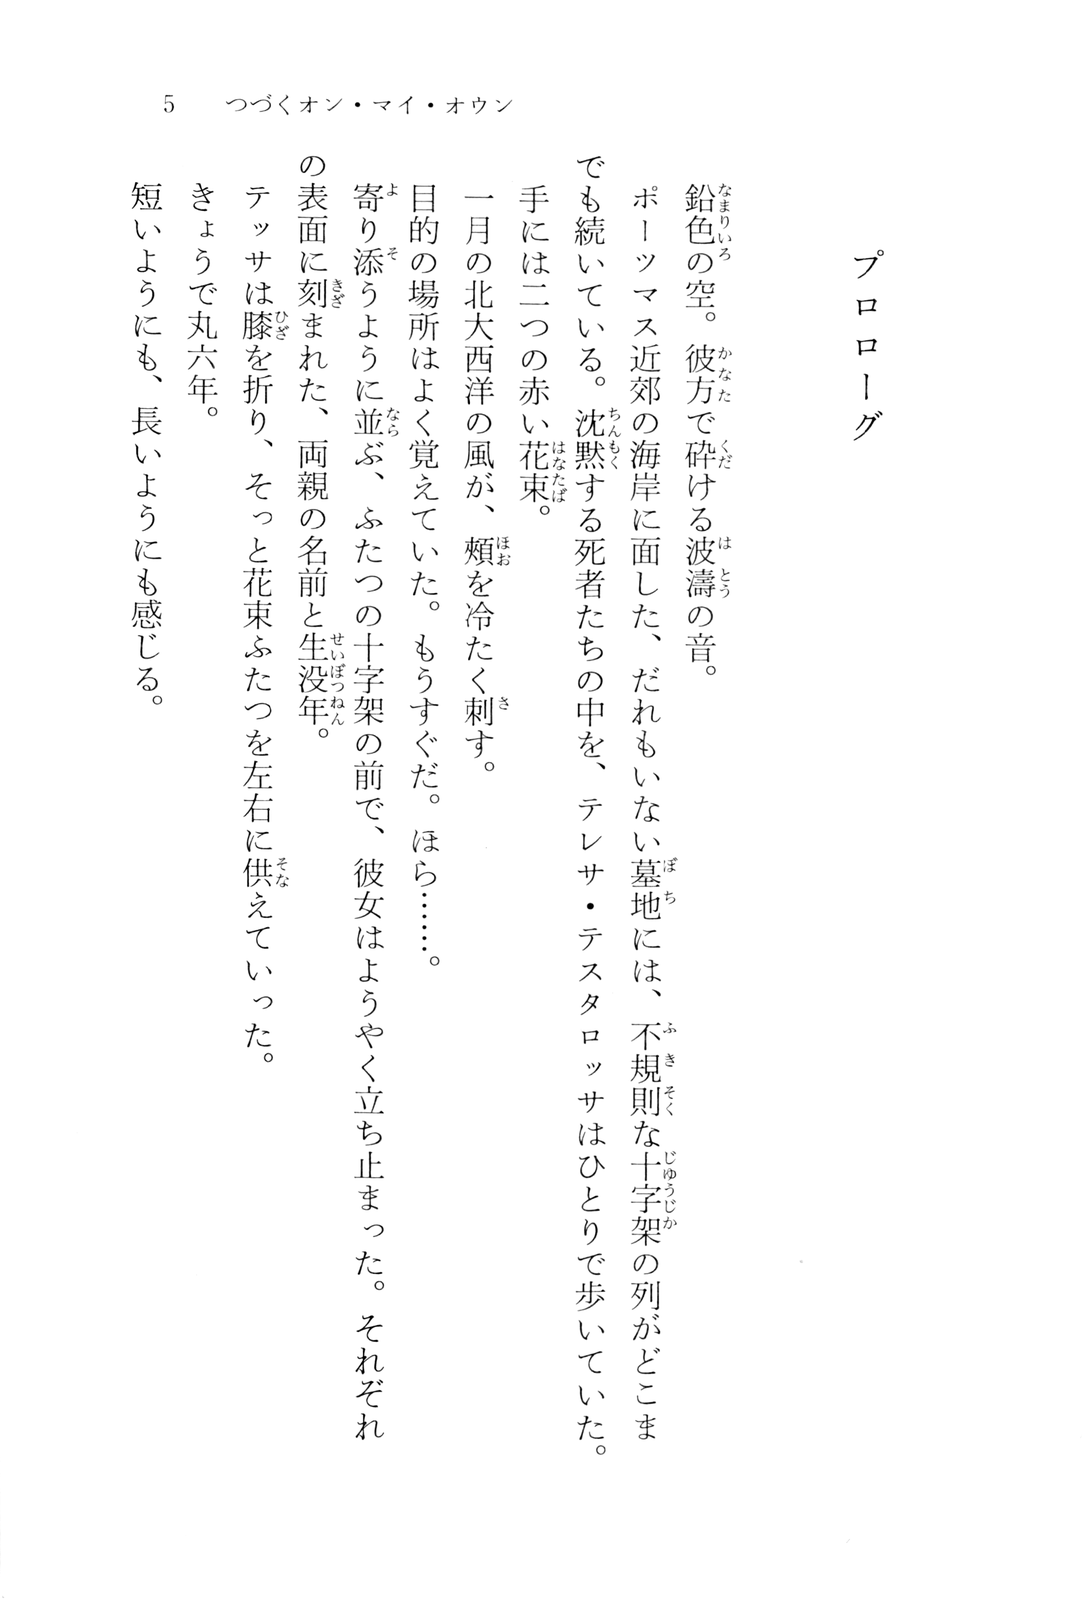 5 つづくオン・マイ・オウン
プロローグ
鉛色の空。彼方で砕ける波濤の音。
ポーツマス近郊の海岸に面した、だれもいない墓地には、不規則な十字架の列がどこま
でも続いている。沈黙する死者たちの中を、テレサ・テスタロッサはひとりで歩いていた。
手には二つの赤い花束。
一月の北大西洋の風が、頰を冷たく刺す。
目的の場所はよく覚えていた。もうすぐだ。ほら……。
寄り添うように並ぶ、ふたつの十字架の前で、彼女はようやく立ち止まった。それぞれ
の表面に刻まれた、両親の名前と生没年。
テッサは膝を折り、そっと花束ふたつを左右に供えていった。
きょうで丸六年。
短いようにも、長いようにも感じる。